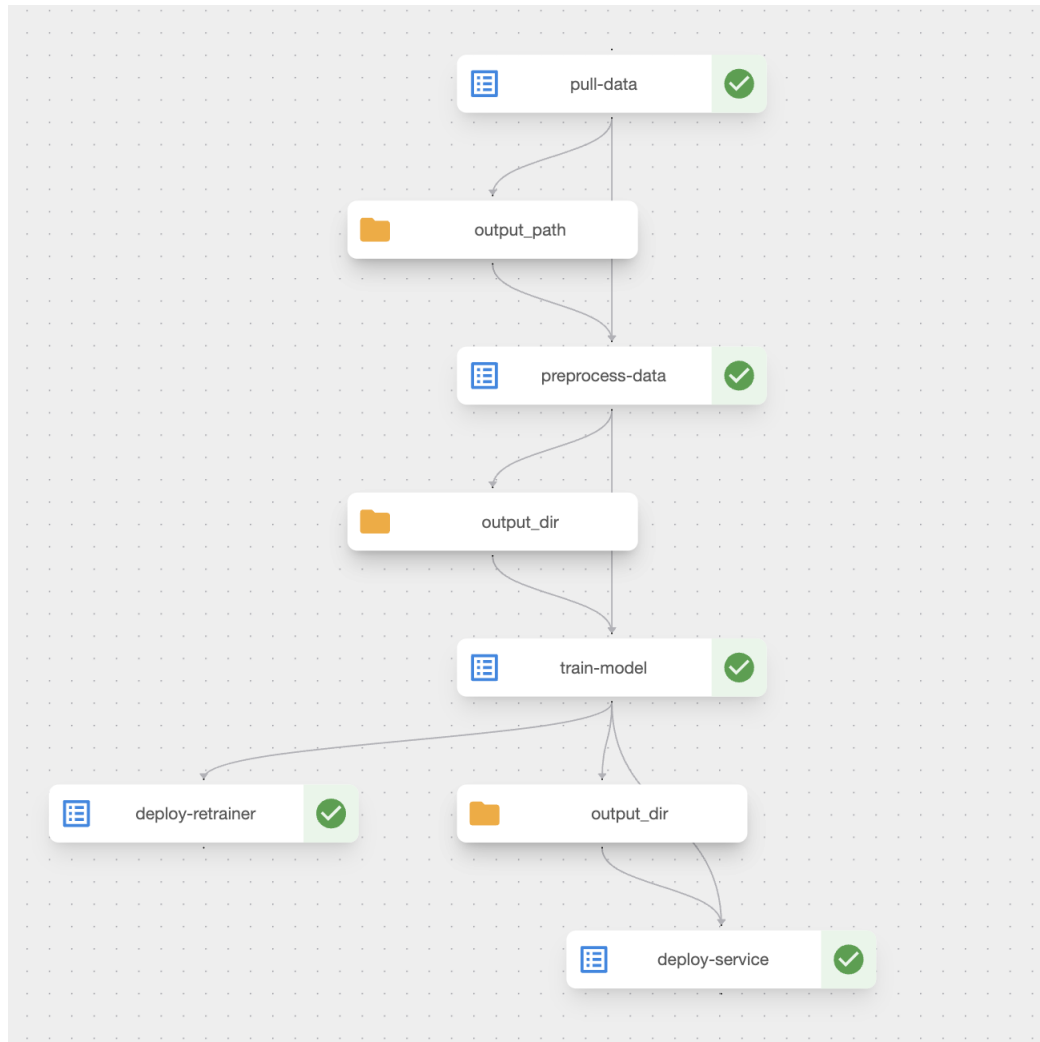 pull-data
output_path
preprocess-data
output_dir
train-model
deploy-retrainer
output_dir
deploy-service